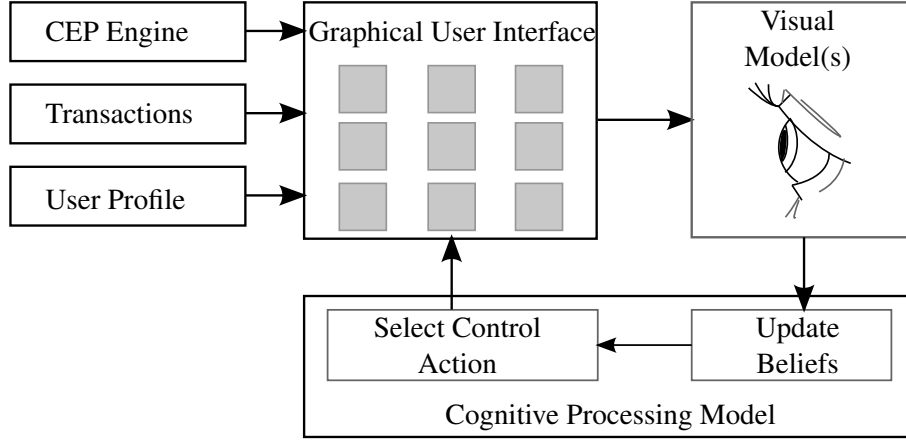 CEP Engine
Transactions
User Profile
Graphical User Interface
Visual
Model(s)
Select Control
Action
Update
Beliefs
Cognitive Processing Model